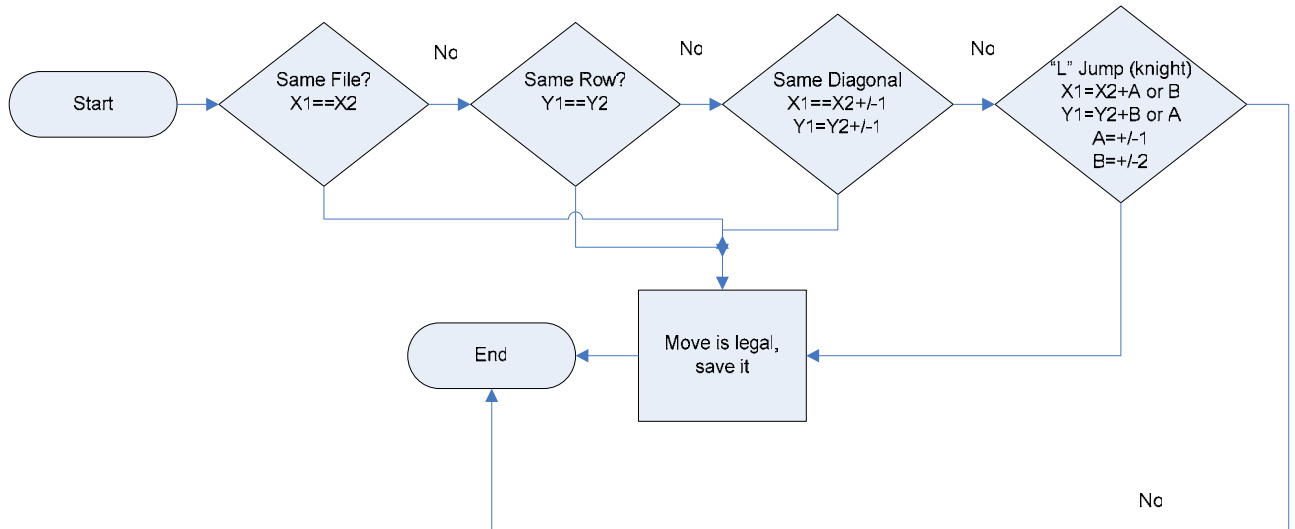 Start
Same File?
X1==X2
No
Same Row?
Y1==Y2
No
Same Diagonal
X1==X2+/-1
Y1=Y2+/-1
No
“L” Jump (knight)
X1=X2+A or B
Y1=Y2+B or A
A=+/-1
B=+/-2
Move is legal,
save it
End
No